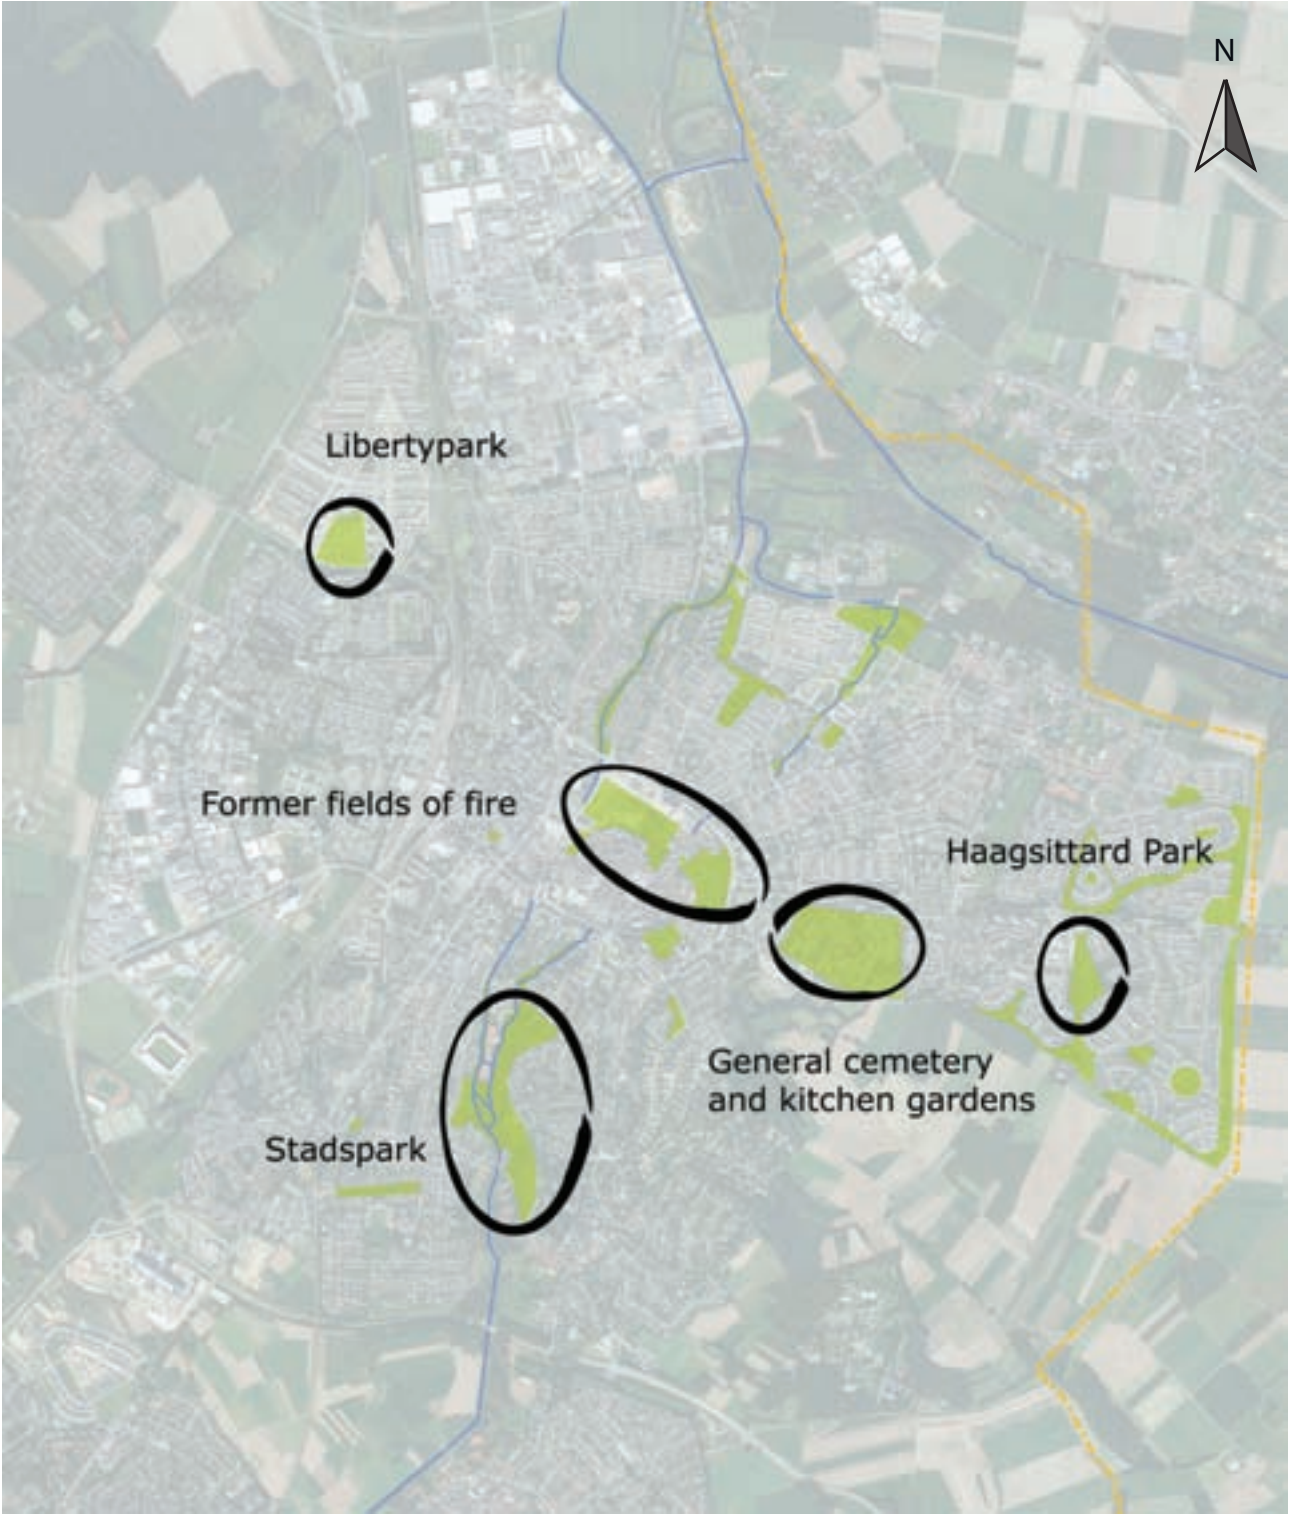 N
Libertypark
Former fields of fire
Haagsittard Park
General cemetery
and kitchen gardens
Stadspark